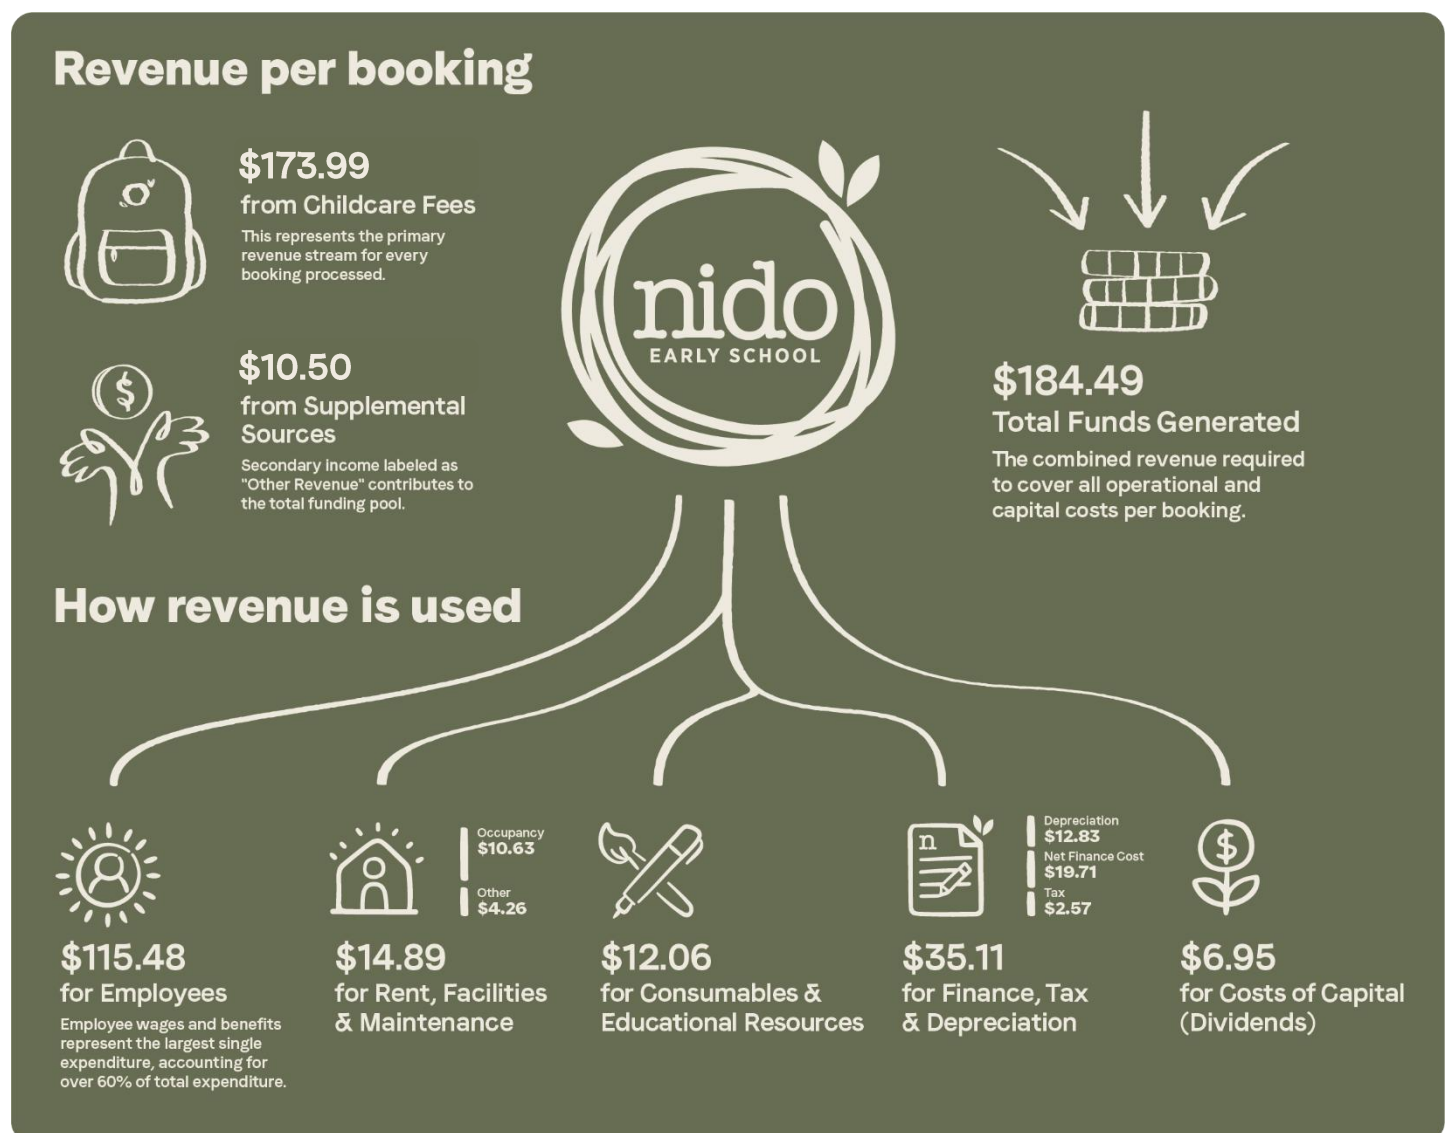 Revenue per booking
$173.99
from Childcare Fees
This represents the primary
revenue stream for every
booking processed.
$10.50
from Supplemental
Sources
Secondary income labeled as
"Other Revenue" contributes to
the total funding pool.
nido
EARLY SCHOOL
$184.49
Total Funds Generated
The combined revenue required
to cover all operational and
capital costs per booking.
How revenue is used
$115.48
for Employees
Employee wages and benefits
represent the largest single
expenditure, accounting for
over 60% of total expenditure.
Occupancy
$10.63
Other
$4.26
$14.89
for Rent, Facilities
& Maintenance
$12.06
for Consumables &
Educational Resources
n
Depreciation
$12.83
Net Finance Cost
$19.71
Tax
$2.57
$35.11
for Finance, Tax
& Depreciation
$
$6.95
for Costs of Capital
(Dividends)